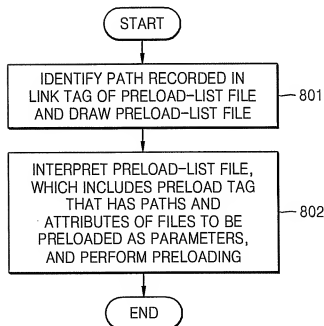 START
IDENTIFY PATH RECORDED IN
LINK TAG OF PRELOAD-LIST FILE
AND DRAW PRELOAD-LIST FILE
801
INTERPRET PRELOAD-LIST FILE,
WHICH INCLUDES PRELOAD TAG
THAT HAS PATHS AND
ATTRIBUTES OF FILES TO BE
PRELOADED AS PARAMETERS,
AND PERFORM PRELOADING
802
END